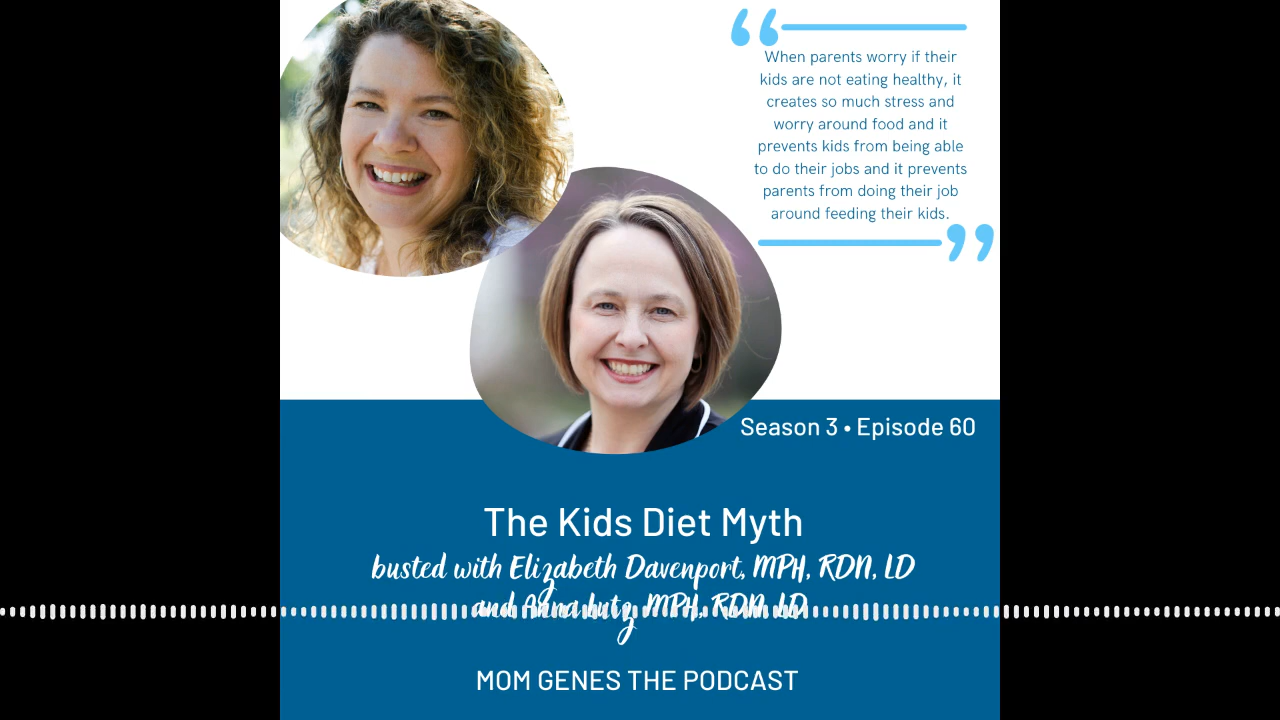 “
When parents worry if their
kids are not eating healthy, it
creates so much stress and
worry around food and it
prevents kids from being able
to do their jobs and it prevents
parents from doing their job
around feeding their kids.
”
Season 3 • Episode 60
The Kids Diet Myth
busted with Elizabeth Davenport, MPH, RDN, LD
and Anna Lutz, MPH, RDN, LD
MOM GENES THE PODCAST